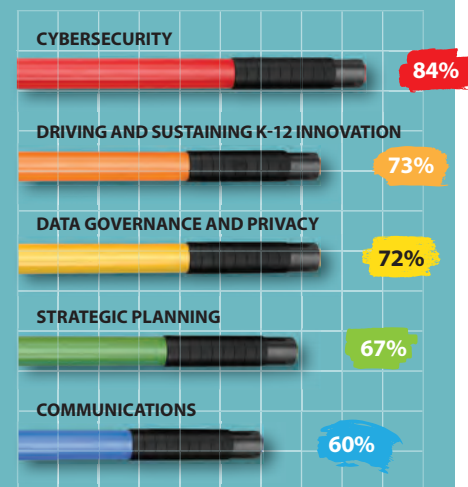 CYBERSECURITY
84%
DRIVING AND SUSTAINING K-12 INNOVATION
73%
DATA GOVERNANCE AND PRIVACY
72%
STRATEGIC PLANNING
67%
COMMUNICATIONS
60%